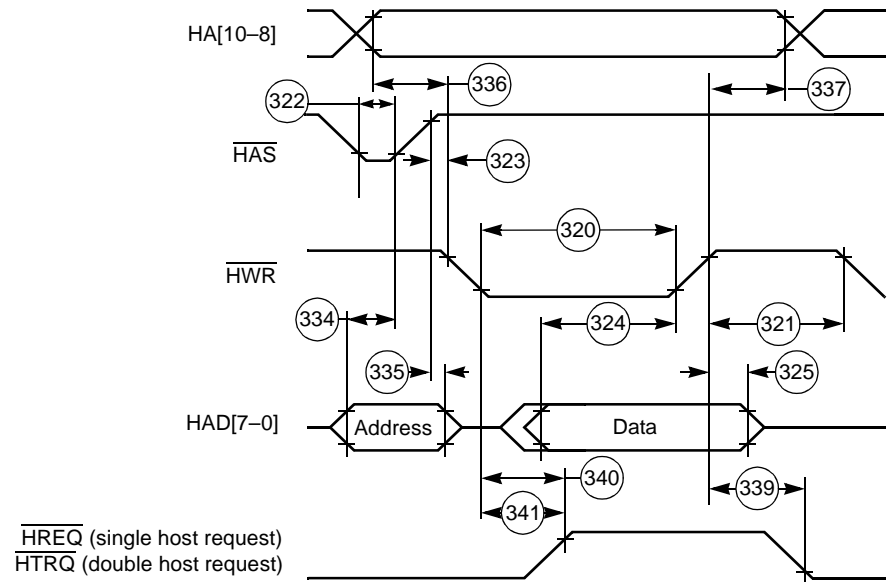 HA[10–8]
336
337
322
HAS
323
320
HWR
334
324
321
335
325
HAD[7–0]
Address
Data
340
339
341
HREQ (single host request)
HTRQ (double host request)